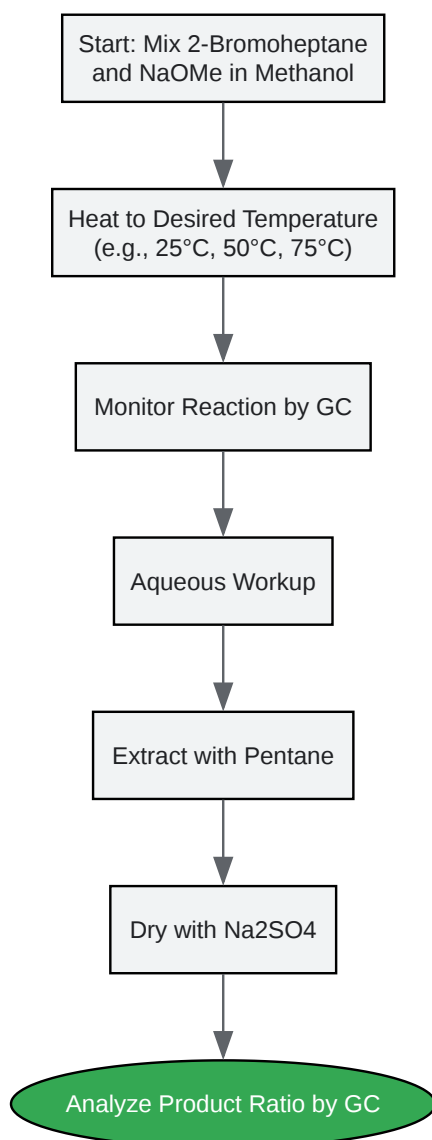 Start: Mix 2-Bromoheptane
and NaOMe in Methanol
Heat to Desired Temperature
(e.g., 25°C, 50°C, 75°C)
Monitor Reaction by GC
Aqueous Workup
Extract with Pentane
Dry with Na2SO4
Analyze Product Ratio by GC